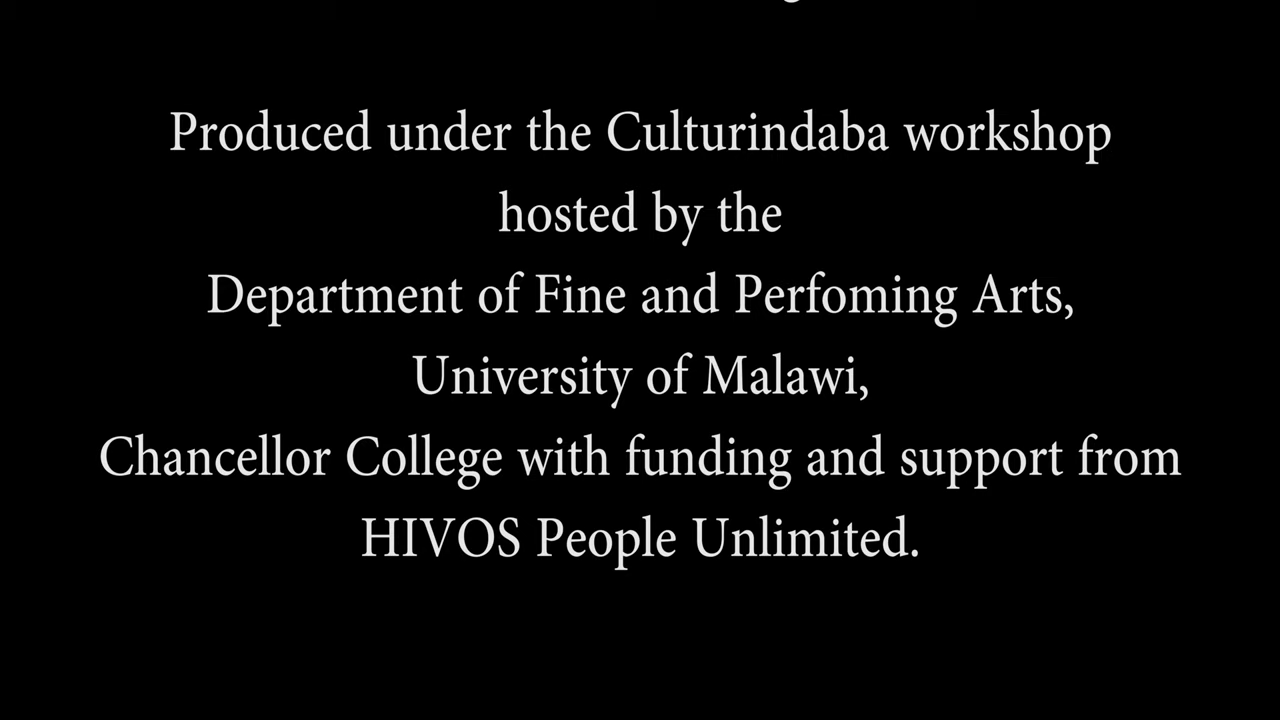 Produced under the Culturindaba workshop
hosted by the
Department of Fine and Perfoming Arts,
University of Malawi,
Chancellor College with funding and support from
HIVOS People Unlimited.